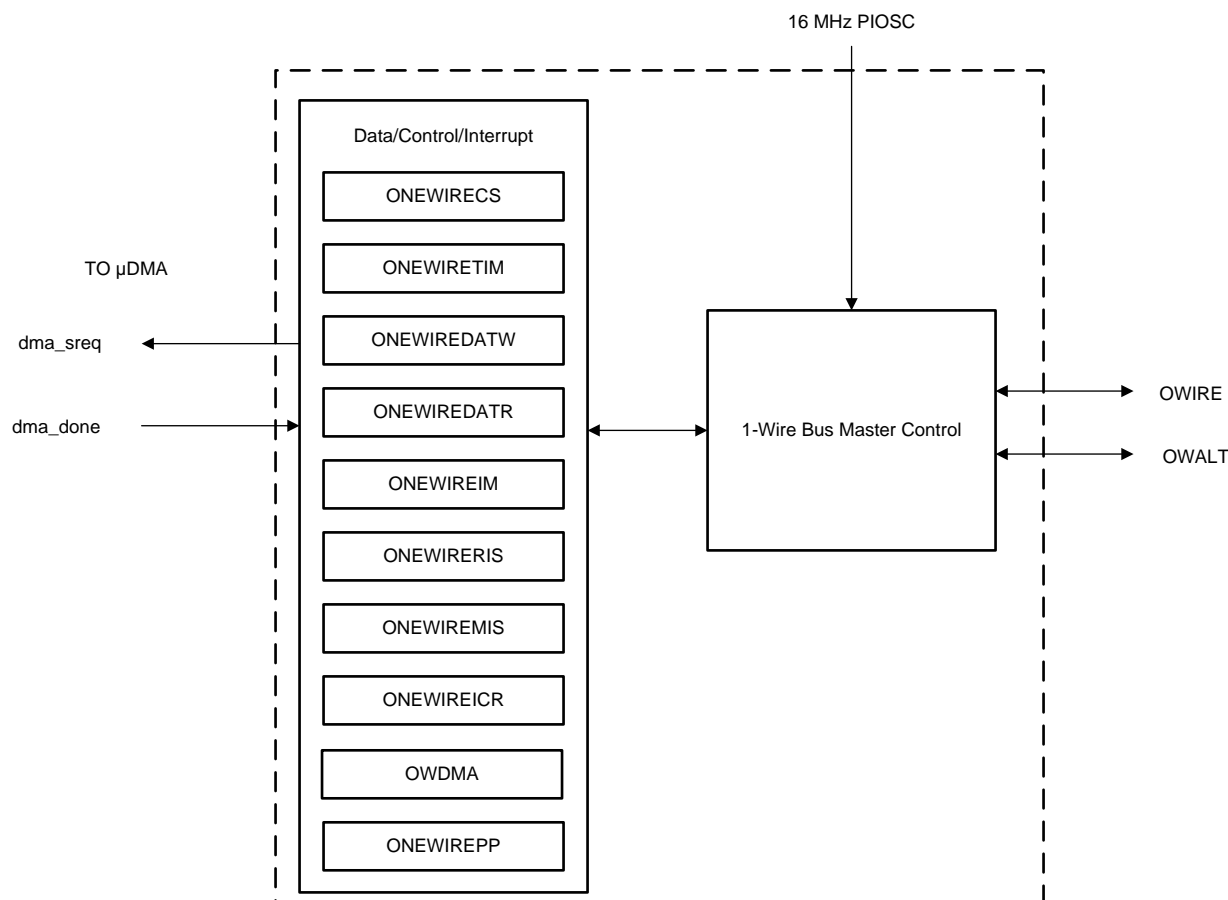 16 MHz PIOSC
Data/Control/Interrupt
ONEWIRECS
ONEWIRETIM
TO µDMA
ONEWIREDATW
dma_sreq
ONEWIREDATR
dma_done
OWIRE
1-Wire Bus Master Control
OWALT
ONEWIREIM
ONEWIRERIS
ONEWIREMIS
ONEWIREICR
OWDMA
ONEWIREPP